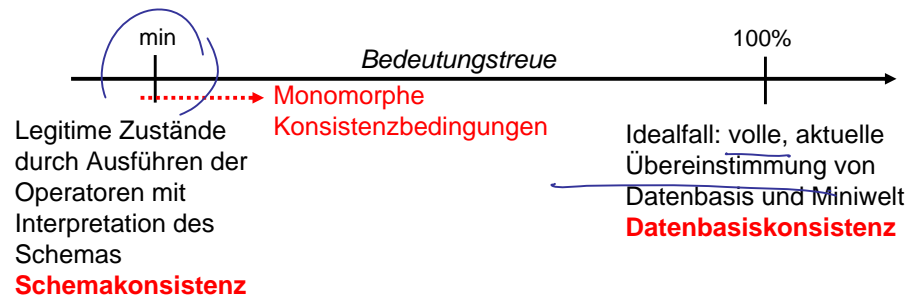 min
100%
Bedeutungstreue
Monomorphe
Konsistenzbedingungen
Legitime Zustände
durch Ausführen der
Operatoren mit
Interpretation des
Schemas
Schemakonsistenz
Idealfall: volle, aktuelle
Übereinstimmung von
Datenbasis und Miniwelt
Datenbasiskonsistenz